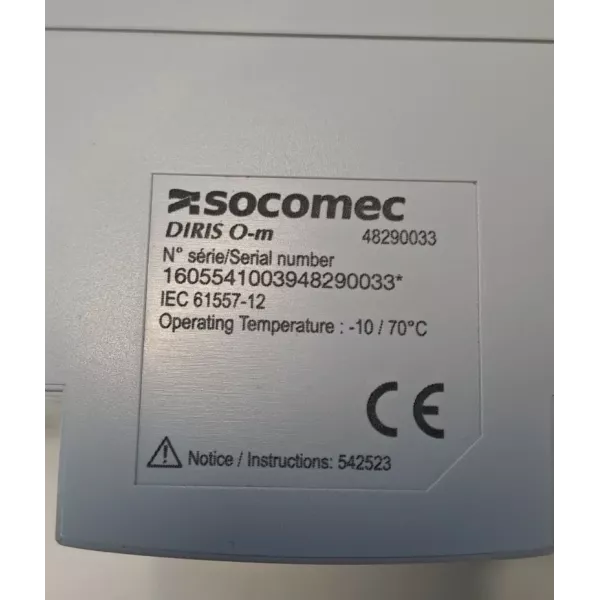 socomec
DIRIS O-m 48290033
N° série/Serial number
1605541003948290033*
IEC 61557-12
Operating Temperature : -10 / 70°C
CE
Notice / Instructions: 542523